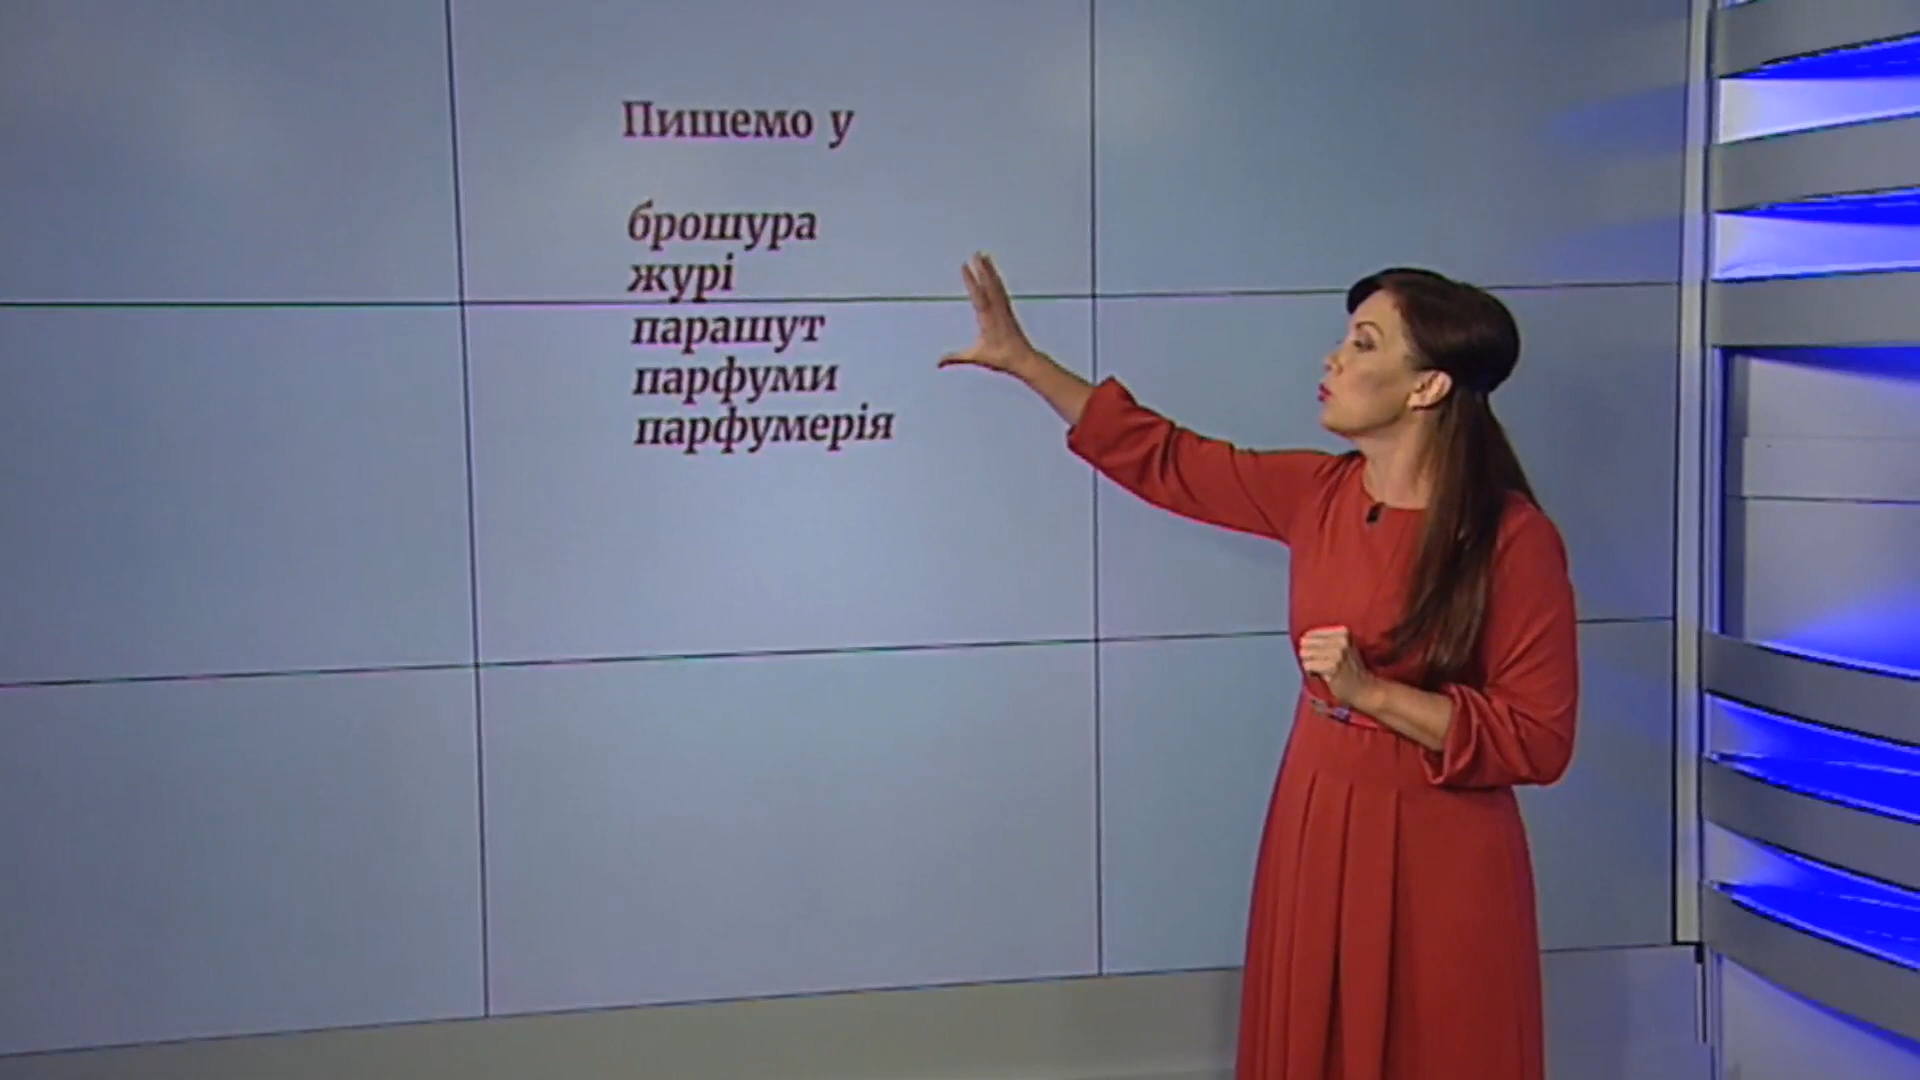 Пишемо у
брошура
журі
парашут
парфуми
парфумерія